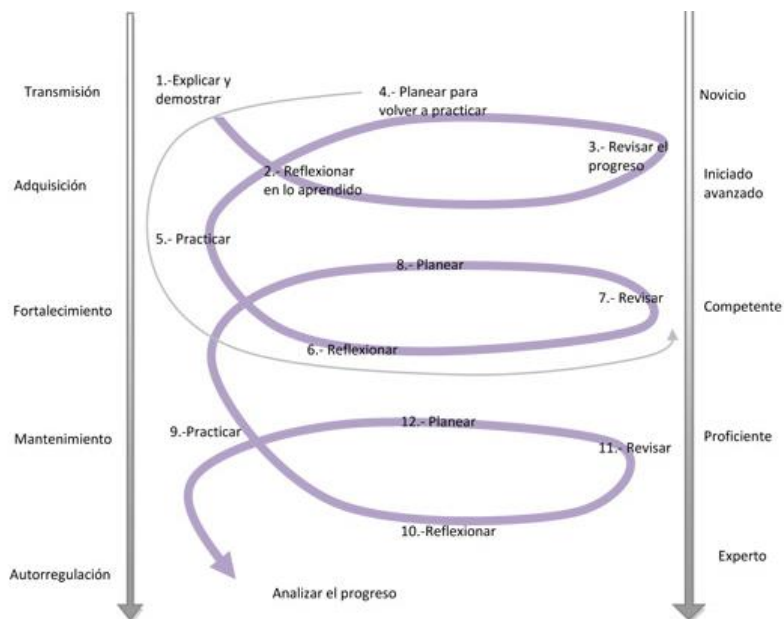 Transmisión
Adquisición
Fortalecimiento
Mantenimiento
Autorregulación
1.-Explicar y
demostrar
4.- Planear para
volver a practicar
3.- Revisar el
progreso
2.- Reflexionar
en lo aprendido
5.- Practicar
8.- Planear
7.- Revisar
6.- Reflexionar
9.-Practicar
12.- Planear
11.- Revisar
10.-Reflexionar
Analizar el progreso
Novicio
Iniciado
avanzado
Competente
Proficiente
Experto